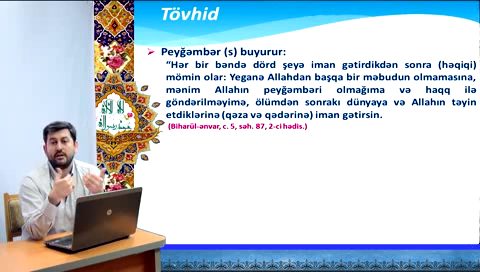 Tövhid
Peyğəmbər (s) buyurur:
“Hər bir bəndə dörd şeyə iman gətirdikdən sonra (həqiqi)
mömin olar: Yeganə Allahdan başqa bir məbudun olmamasına,
mənim Allahın peyğəmbəri olmağıma və haqq ilə
göndərilməyimə, ölümdən sonrakı dünyaya və Allahın təyin
etdiklərinə (qəza və qədərinə) iman gətirsin.
(Biharül-ənvar, c. 5, səh. 87, 2-ci hədis.)